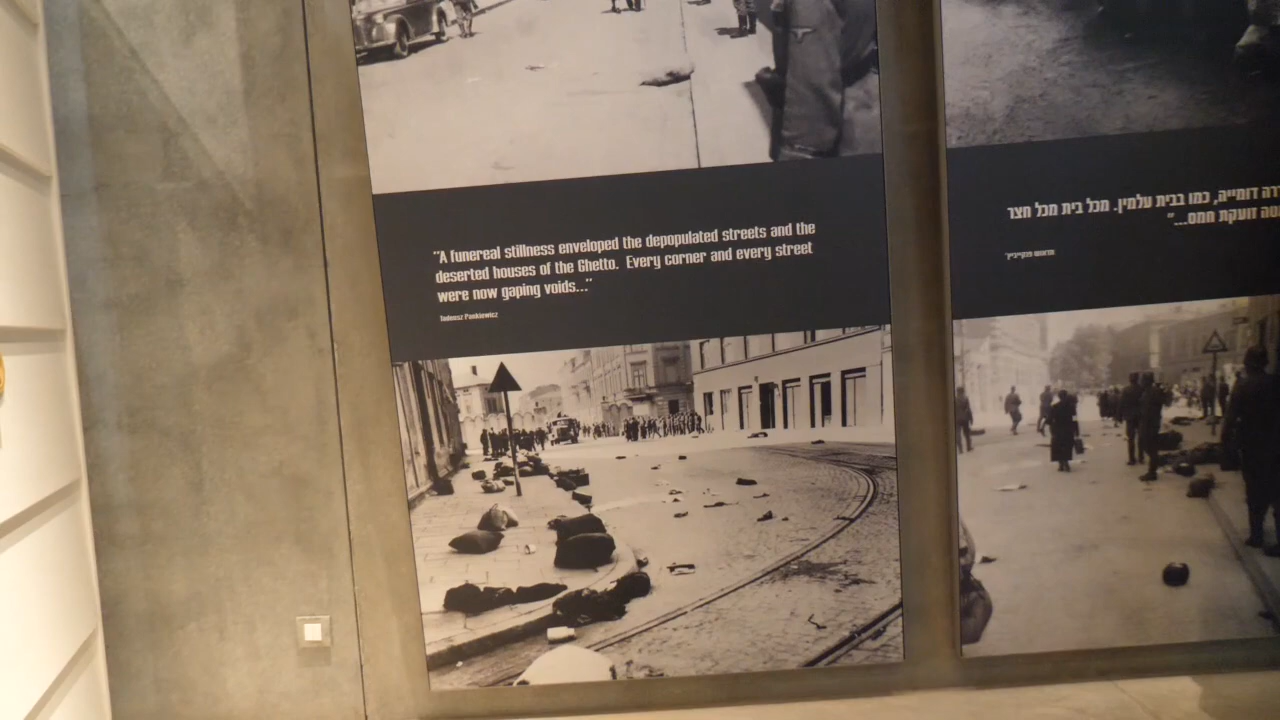 "A funereal stillness enveloped the depopulated streets and the
deserted houses of the Ghetto. Every corner and every street
were now gaping voids..."
Tadeusz Pankiewicz
דומייה, כמו בבית עלמין. מכל בית מכל חצר
זועקת חמס..."